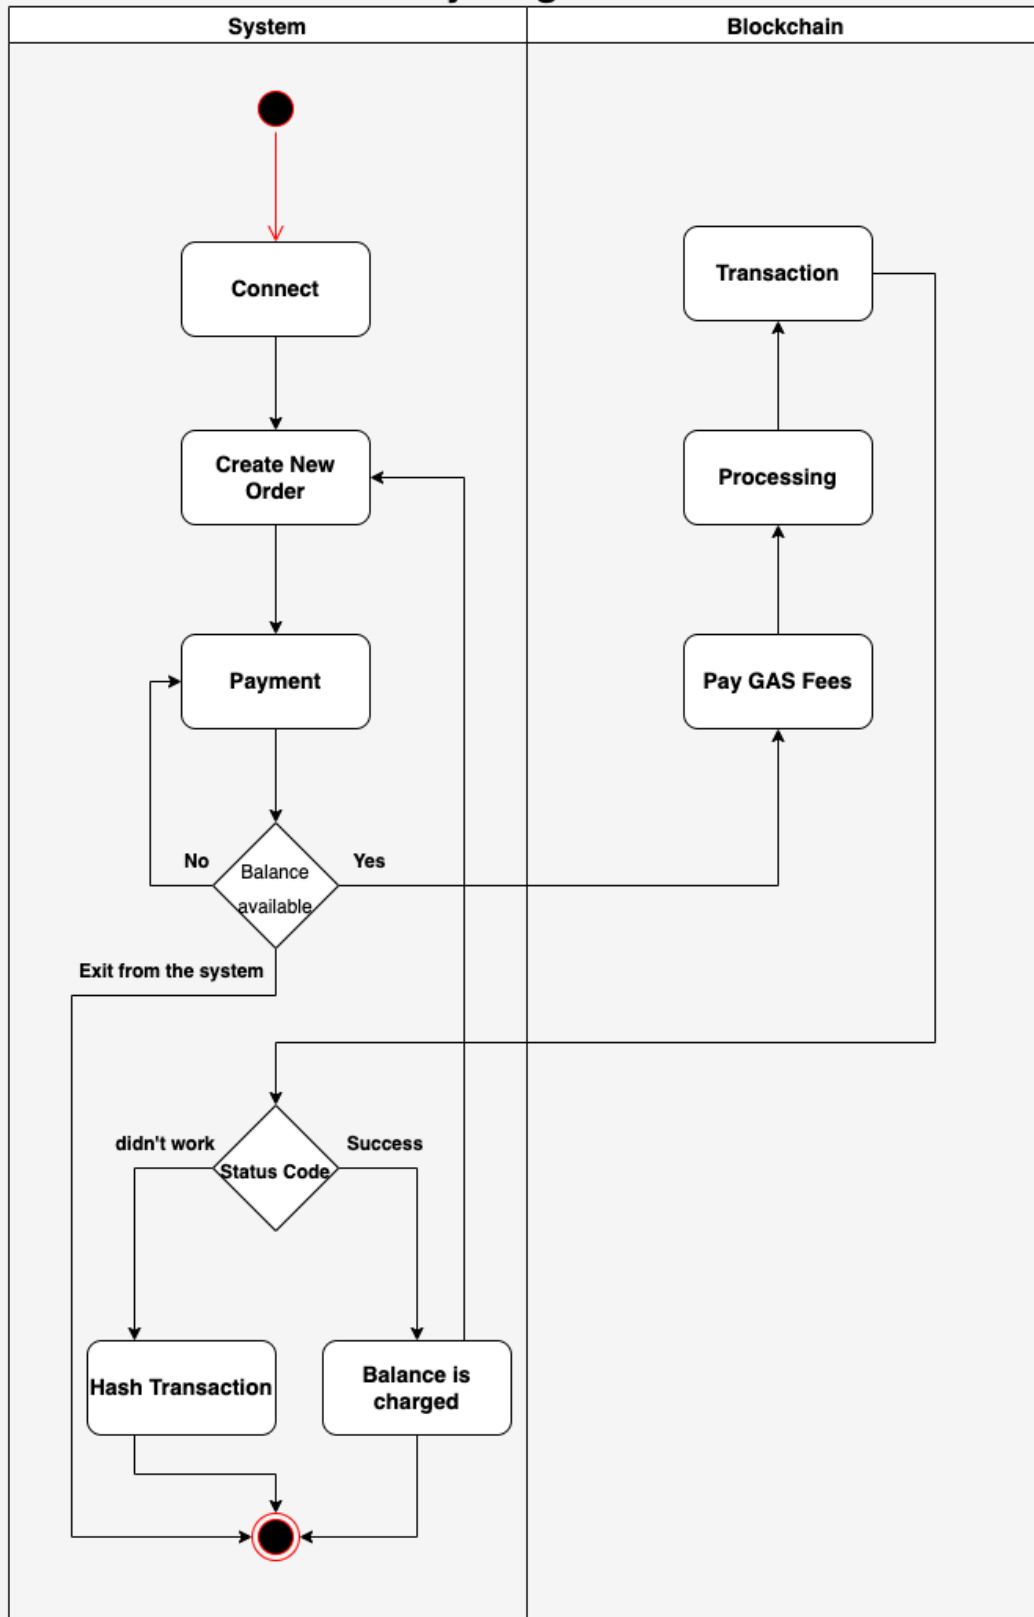 System
Blockchain
Connect
Transaction
Create New
Order
Processing
Payment
Pay GAS Fees
No
Yes
Balance
available
Exit from the system
didn't work
Success
Status Code
Hash Transaction
Balance is
charged